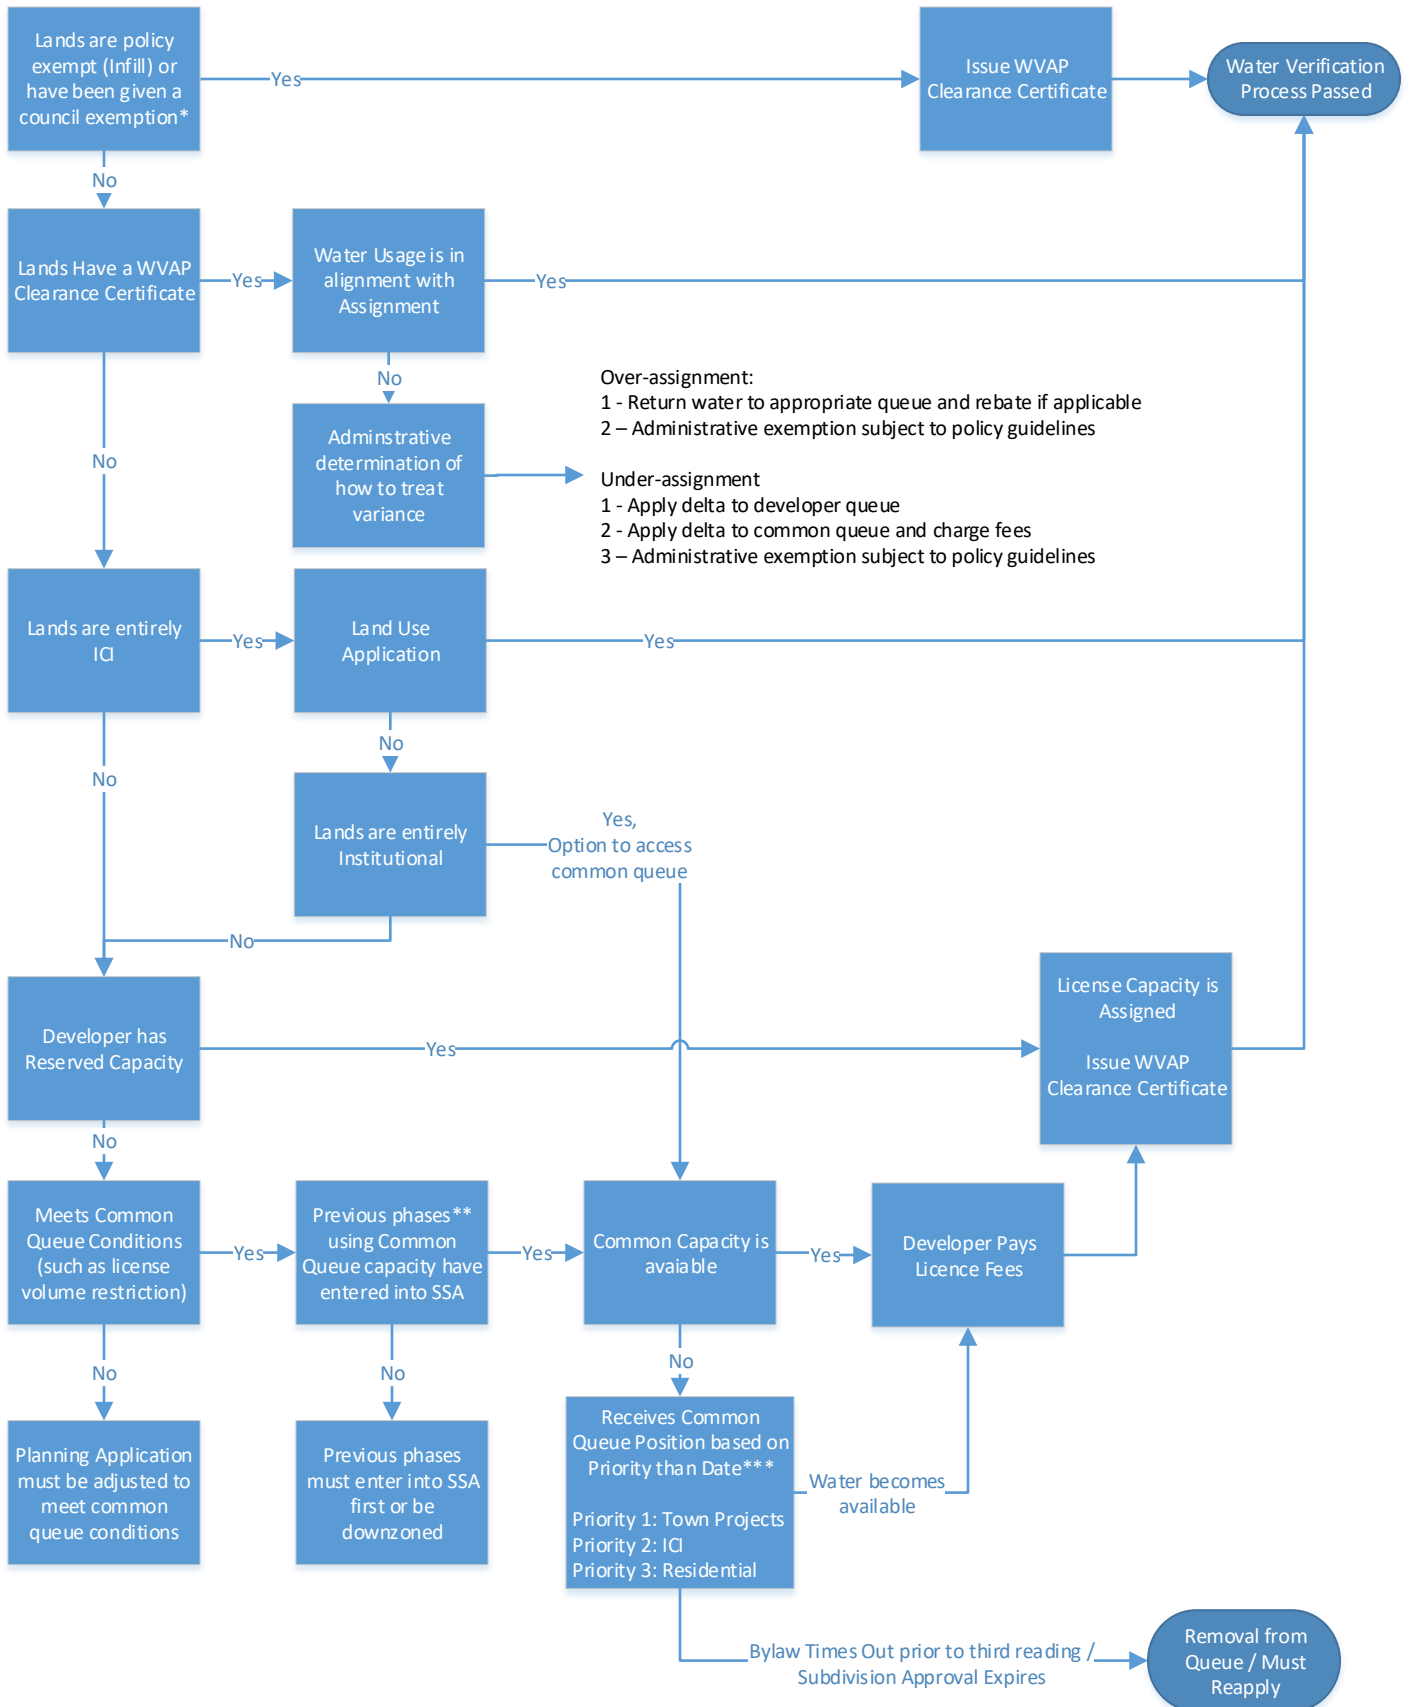 Lands are policy
exempt (Infill) or
have been given a
council exemption*
Yes
Issue WVAP
Clearance Certificate
Water Verification
Process Passed
No
Lands Have a WVAP
Clearance Certificate
Yes
Water Usage is in
alignment with
Assignment
Yes
No
No
Adminstrative
determination of
how to treat
variance
Over-assignment:
1 - Return water to appropriate queue and rebate if applicable
2 – Administrative exemption subject to policy guidelines
Under-assignment
1 - Apply delta to developer queue
2 - Apply delta to common queue and charge fees
3 – Administrative exemption subject to policy guidelines
Lands are entirely
ICI
Yes
Land Use
Application
Yes
No
No
Lands are entirely
Institutional
Yes,
Option to access
common queue
No
Developer has
Reserved Capacity
Yes
License Capacity is
Assigned
Issue WVAP
Clearance Certificate
No
Meets Common
Queue Conditions
(such as license
volume restriction)
Yes
Previous phases**
using Common
Queue capacity have
entered into SSA
Yes
Common Capacity is
avaiable
Yes
Developer Pays
Licence Fees
No
No
No
Planning Application
must be adjusted to
meet common
queue conditions
Previous phases
must enter into SSA
first or be
downzoned
Receives Common
Queue Position based on
Priority than Date***
Priority 1: Town Projects
Priority 2: ICI
Priority 3: Residential
Water becomes
available
Bylaw Times Out prior to third reading /
Subdivision Approval Expires
Removal from
Queue / Must
Reapply